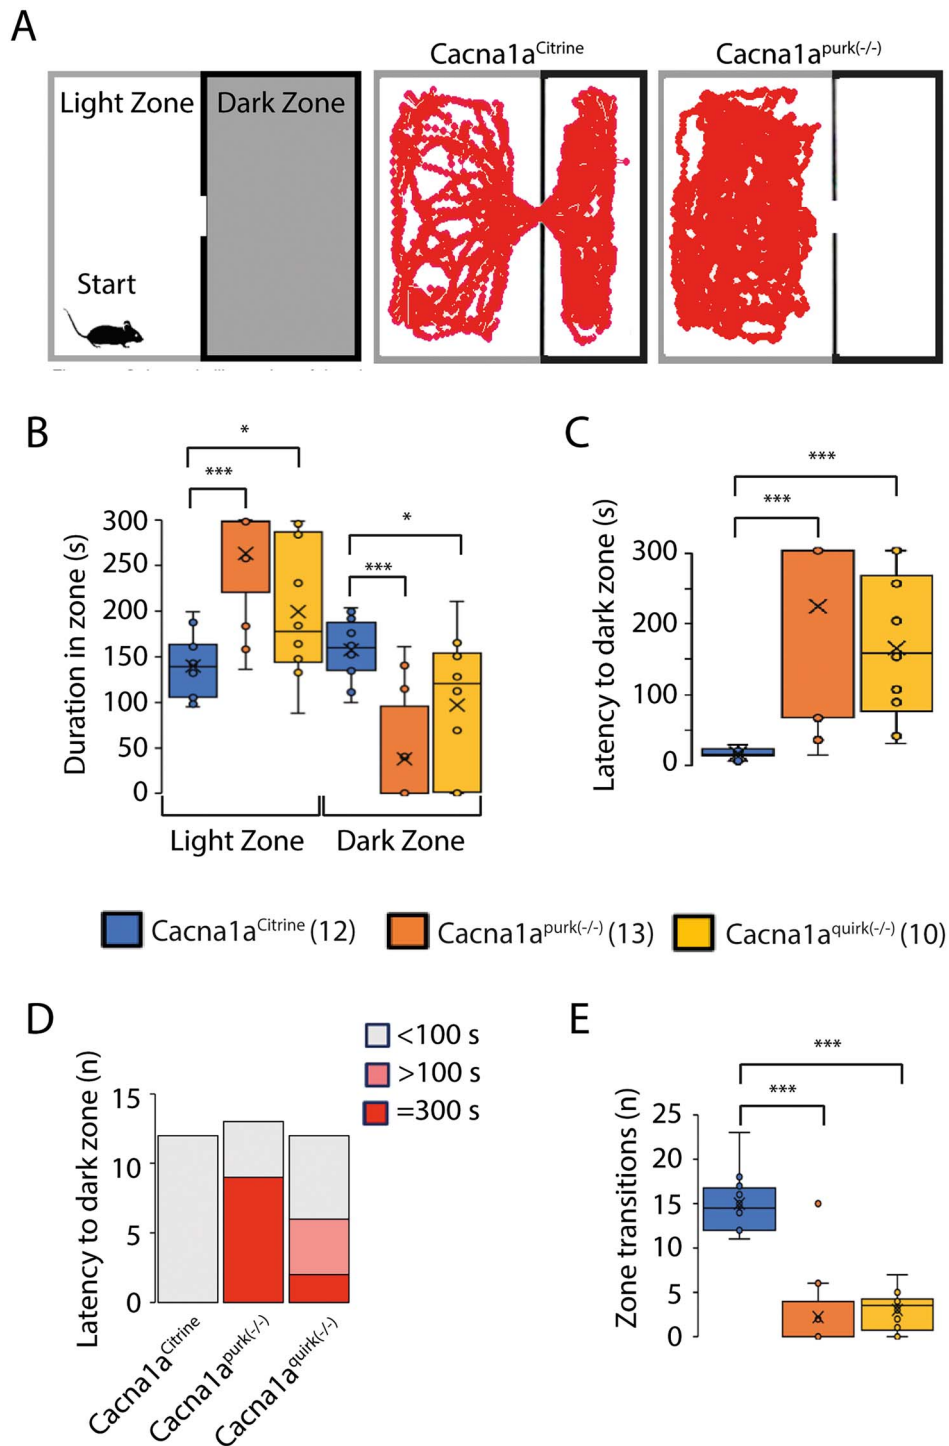 A
Cacna1aCitrine
Cacna1apurk(-/-)
Light Zone
Dark Zone
Start
B
C
*
***
*
***
***
***
Duration in zone (s)
300
250
200
150
100
50
0
Light Zone
Dark Zone
Latency to dark zone (s)
300
200
100
0
Cacna1aCitrine (12)
Cacna1apurk(-/-) (13)
Cacna1aquirk(-/-) (10)
D
E
<100 s
>100 s
=300 s
Latency to dark zone (n)
15
10
5
0
Cacna1aCitrine
Cacna1apurk(-/-)
Cacna1aquirk(-/-)
***
***
Zone transitions (n)
25
20
15
10
5
0